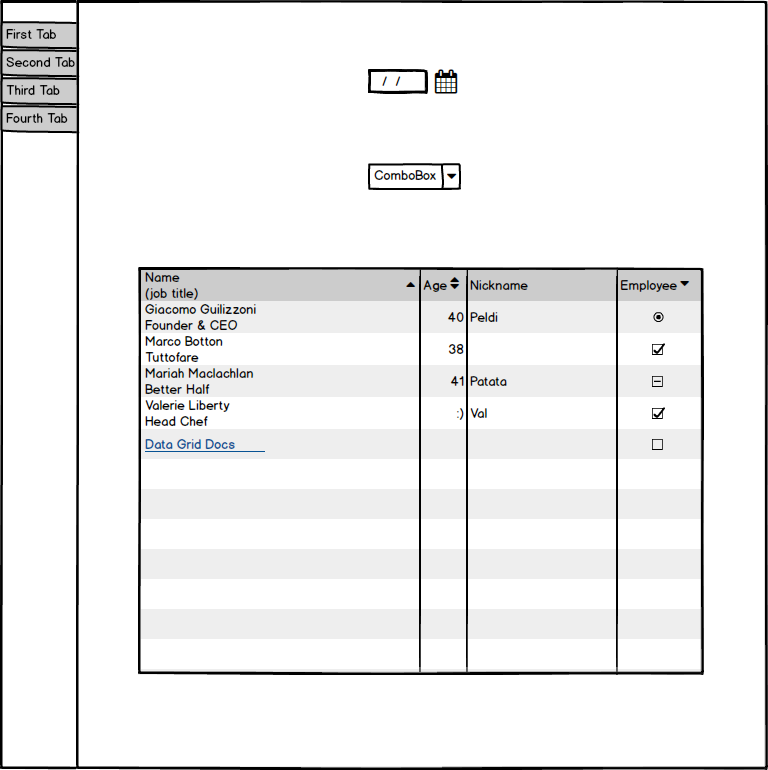 First Tab
Second Tab
Third Tab
Fourth Tab
/ /
ComboBox
Name
(job title)
Age
Nickname
Employee
Giacomo Guilizzoni
Founder & CEO
40
Peldi
Marco Botton
Tuttofare
38
Mariah Maclachlan
Better Half
41
Patata
Valerie Liberty
Head Chef
:)
Val
Data Grid Docs